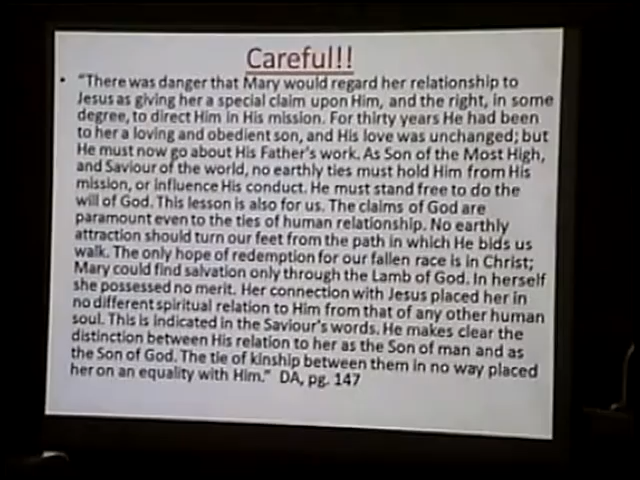 Careful!!
• "There was danger that Mary would regard her relationship to
Jesus as giving her a special claim upon Him, and the right, in some
degree, to direct Him in His mission. For thirty years He had been
to her a loving and obedient son, and His love was unchanged; but
He must now go about His Father's work. As Son of the Most High,
and Saviour of the world, no earthly ties must hold Him from His
mission, or influence His conduct. He must stand free to do the
will of God. This lesson is also for us. The claims of God are
paramount even to the ties of human relationship. No earthly
attraction should turn our feet from the path in which He bids us
walk. The only hope of redemption for our fallen race is in Christ;
Mary could find salvation only through the Lamb of God. In herself
she possessed no merit. Her connection with Jesus placed her in
no different spiritual relation to Him from that of any other human
soul. This is indicated in the Saviour's words. He makes clear the
distinction between His relation to her as the Son of man and as
the Son of God. The tie of kinship between them in no way placed
her on an equality with Him." DA, pg. 147